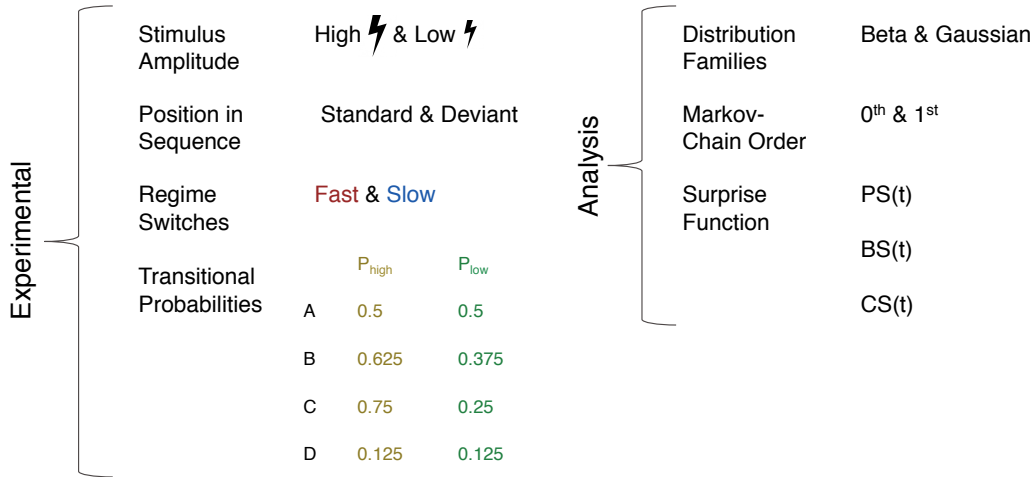 Experimental
Stimulus
Amplitude
High & Low
Position in
Sequence
Standard & Deviant
Regime
Switches
Fast & Slow
Transitional
Probabilities
P_high P_low
A 0.5 0.5
B 0.625 0.375
C 0.75 0.25
D 0.125 0.125
Analysis
Distribution
Families
Beta & Gaussian
Markov-
Chain Order
0th & 1st
Surprise
Function
PS(t)
BS(t)
CS(t)